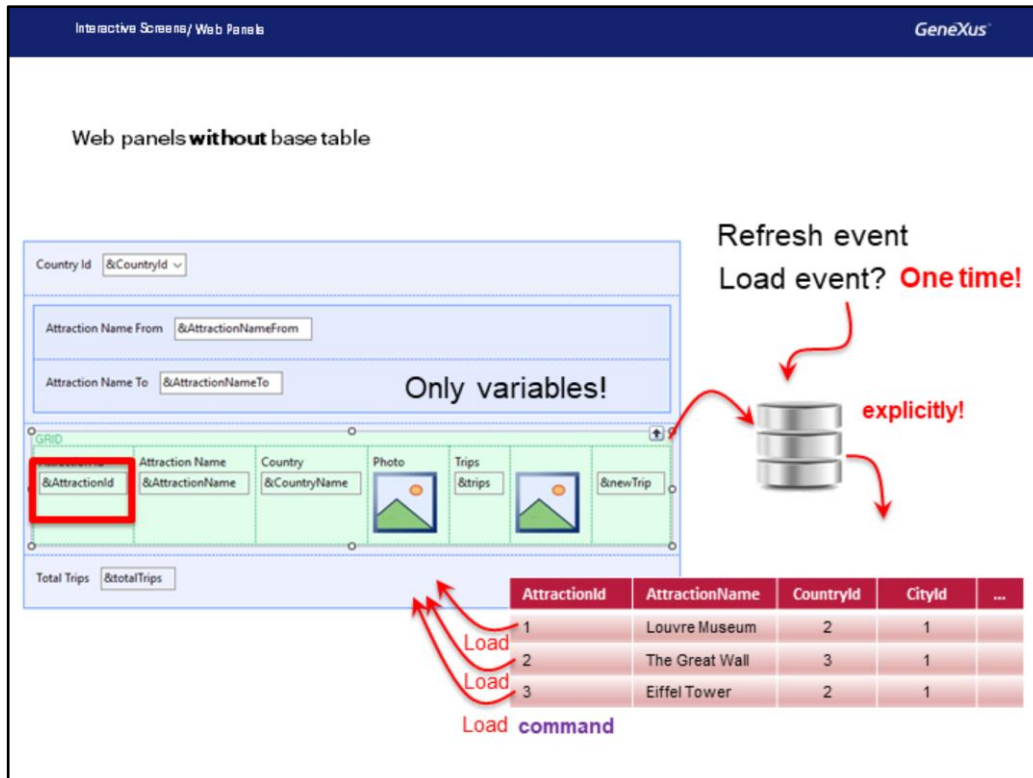 Interactive Screens/ Web Panels
GeneXus™
Web panels without base table
Refresh event
Load event? One time!
Country Id &CountryId
Attraction Name From &AttractionNameFrom
Attraction Name To &AttractionNameTo
Only variables!
explicitly!
GRID
Attraction Name Country Photo Trips
&AttractionId &AttractionName &CountryName &trips &newTrip
Total Trips &totalTrips
AttractionId AttractionName CountryId CityId ...
1 Louvre Museum 2 1
Load
2 The Great Wall 3 1
Load
3 Eiffel Tower 2 1
Load command